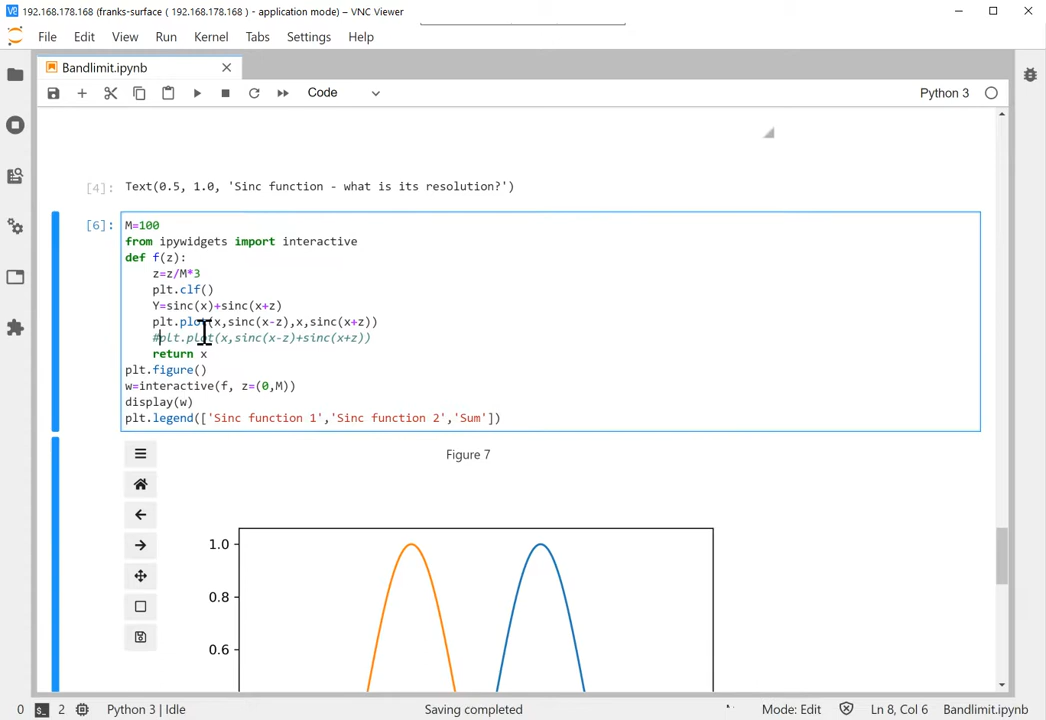 192.168.178.168 (franks-surface ( 192.168.178.168 ) - application mode) – VNC Viewer
File Edit View Run Kernel Tabs Settings Help
Bandlimit.ipynb
Code Python 3
[4]: Text(0.5, 1.0, 'Sinc function - what is its resolution?')
[6]: M=100
from ipywidgets import interactive
def f(z):
z=z/M*3
plt.clf()
Y=sinc(x)+sinc(x+z)
plt.plot(x,sinc(x-z),x,sinc(x+z))
#plt.plot(x,sinc(x-z)+sinc(x+z))
return x
plt.figure()
w=interactive(f, z=(0,M))
display(w)
plt.legend(['Sinc function 1','Sinc function 2','Sum'])
Figure 7
1.0
0.8
0.6
0 2 Python 3 | Idle Saving completed Mode: Edit Ln 8, Col 6 Bandlimit.ipynb